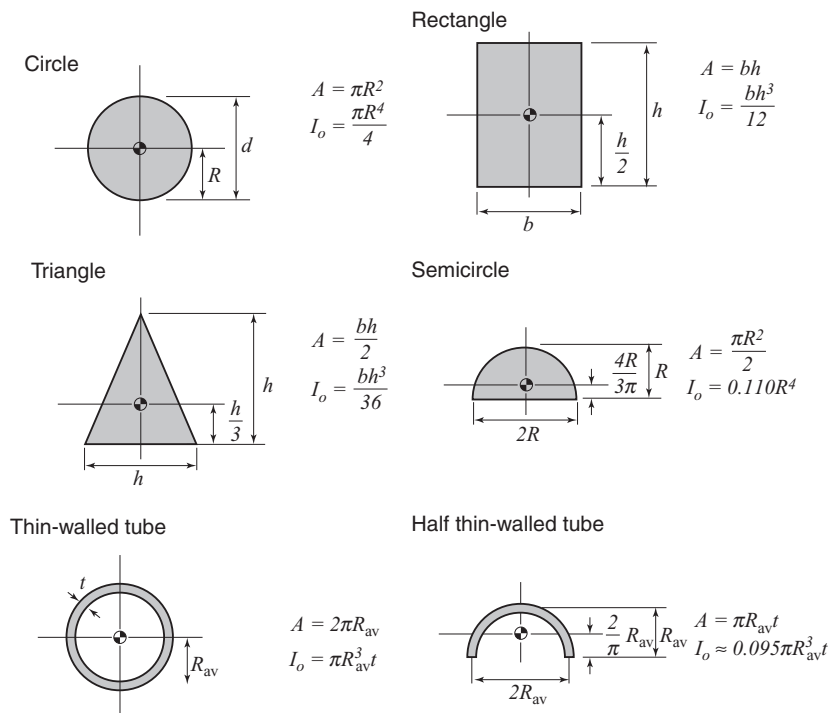 Circle
A = πR²
I_o = πR⁴/4
d
R
Rectangle
A = bh
I_o = bh³/12
h
h/2
b
Triangle
A = bh/2
I_o = bh³/36
h
h/3
h
Semicircle
4R/3π
R
A = πR²/2
I_o = 0.110R⁴
2R
Thin-walled tube
t
A = 2πR_av
I_o = πR³_av t
R_av
Half thin-walled tube
2/π R_av
R_av
A = πR_av t
I_o ≈ 0.095πR³_av t
2R_av